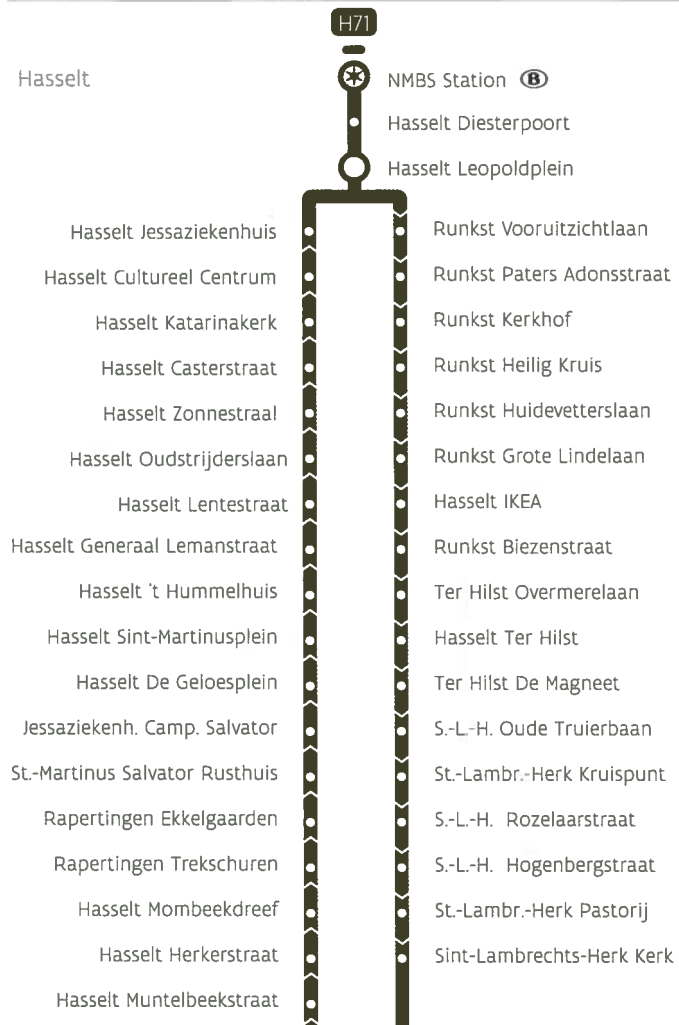 H71
Hasselt
NMBS Station B
Hasselt Diesterpoort
Hasselt Leopoldplein
Hasselt Jessaziekenhuis
Hasselt Cultureel Centrum
Hasselt Katarinakerk
Hasselt Casterstraat
Hasselt Zonnestraal
Hasselt Oudstrijderslaan
Hasselt Lentestraat
Hasselt Generaal Lemanstraat
Hasselt 't Hummelhuis
Hasselt Sint-Martinusplein
Hasselt De Geloesplein
Jessaziekenh. Camp. Salvator
St.-Martinus Salvator Rusthuis
Rapertingen Ekkelgaarden
Rapertingen Trekschuren
Hasselt Mombeekdreef
Hasselt Herkerstraat
Hasselt Muntelbeekstraat
Runkst Vooruitzichtlaan
Runkst Paters Adonsstraat
Runkst Kerkhof
Runkst Heilig Kruis
Runkst Huidevetterslaan
Runkst Grote Lindelaan
Hasselt IKEA
Runkst Biezenstraat
Ter Hilst Overmerelaan
Hasselt Ter Hilst
Ter Hilst De Magneet
S.-L.-H. Oude Truierbaan
St.-Lambr.-Herk Kruispunt
S.-L.-H. Rozelaarstraat
S.-L.-H. Hogenbergstraat
St.-Lambr.-Herk Pastorij
Sint-Lambrechts-Herk Kerk